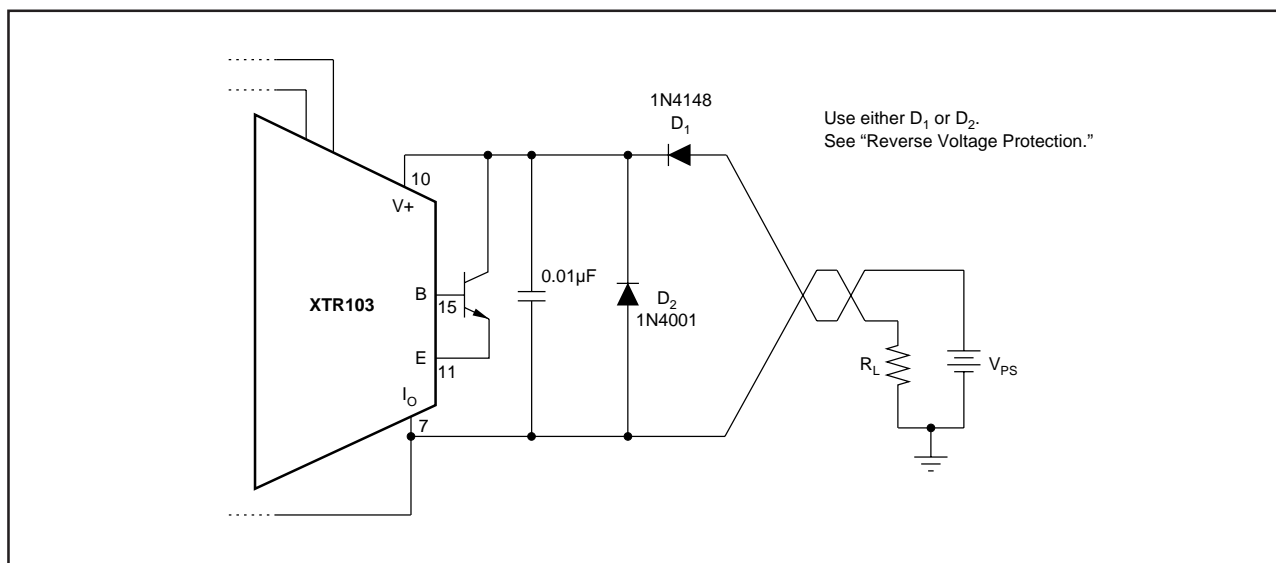 1N4148
D1
Use either D1 or D2.
See “Reverse Voltage Protection.”
10
V+
0.01µF
B
15
XTR103
D2
1N4001
E
11
RL
VPS
IO
7